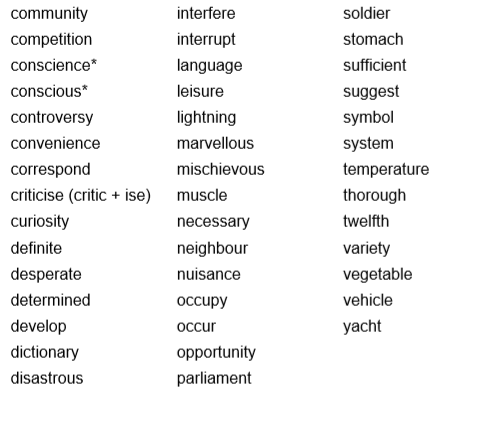 community interfere soldier
competition interrupt stomach
conscience* language sufficient
conscious* leisure suggest
controversy lightning symbol
convenience marvellous system
correspond mischievous temperature
criticise (critic + ise) muscle thorough
curiosity necessary twelfth
definite neighbour variety
desperate nuisance vegetable
determined occupy vehicle
develop occur yacht
dictionary opportunity
disastrous parliament